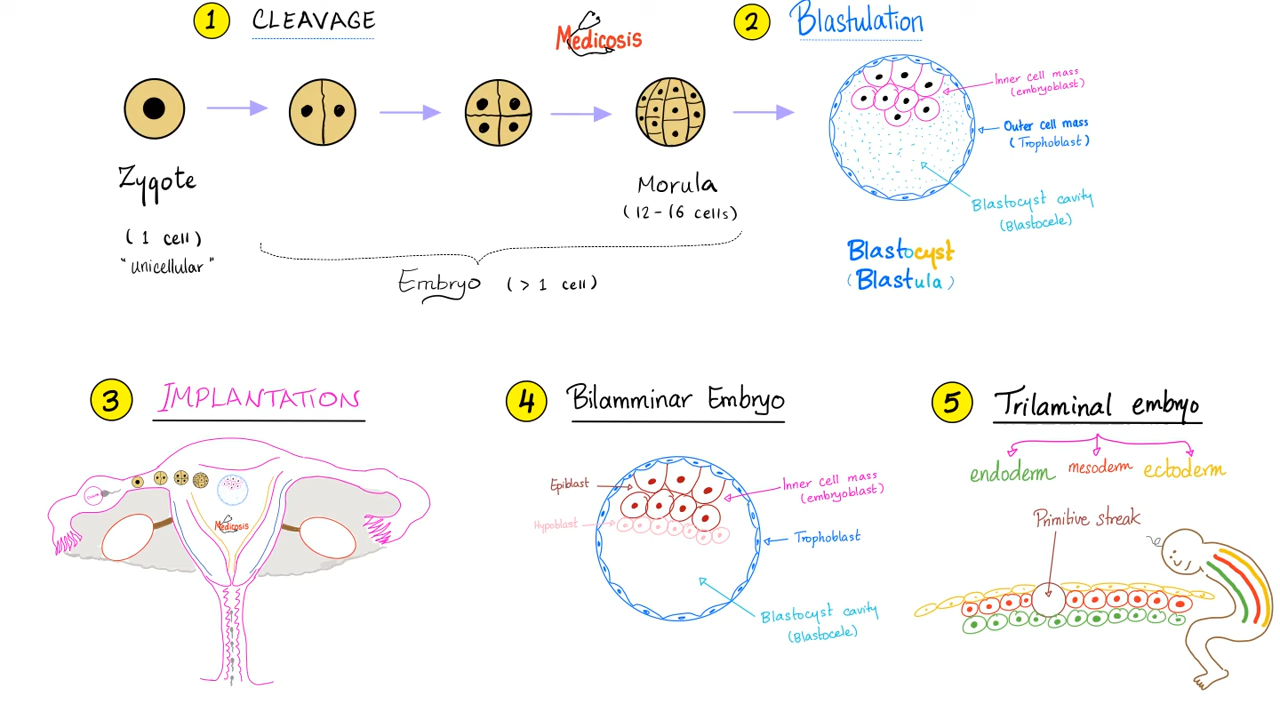 1 CLEAVAGE
Medicosis
2 Blastulation
Inner cell mass
(embryoblast)
Outer cell mass
(Trophoblast)
Blastocyst cavity
(Blastocele)
Zygote
(1 cell)
"unicellular"
Morula
(12-16 cells)
Embryo (> 1 cell)
Blastocyst
(Blastula)
3 IMPLANTATION
Medicosis
4 Bilamminar Embryo
Epiblast
Hypoblast
Inner cell mass
(embryoblast)
Trophoblast
Blastocyst cavity
(Blastocele)
5 Trilaminal embryo
endoderm mesoderm ectoderm
Primitive streak